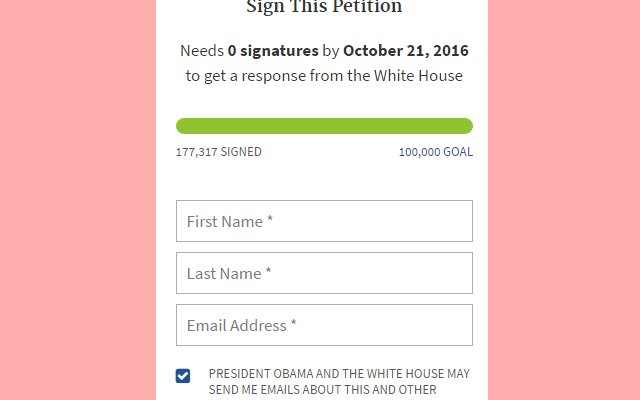 Sign This Petition
Needs 0 signatures by October 21, 2016
to get a response from the White House
177,317 SIGNED
100,000 GOAL
First Name *
Last Name *
Email Address *
PRESIDENT OBAMA AND THE WHITE HOUSE MAY
SEND ME EMAILS ABOUT THIS AND OTHER